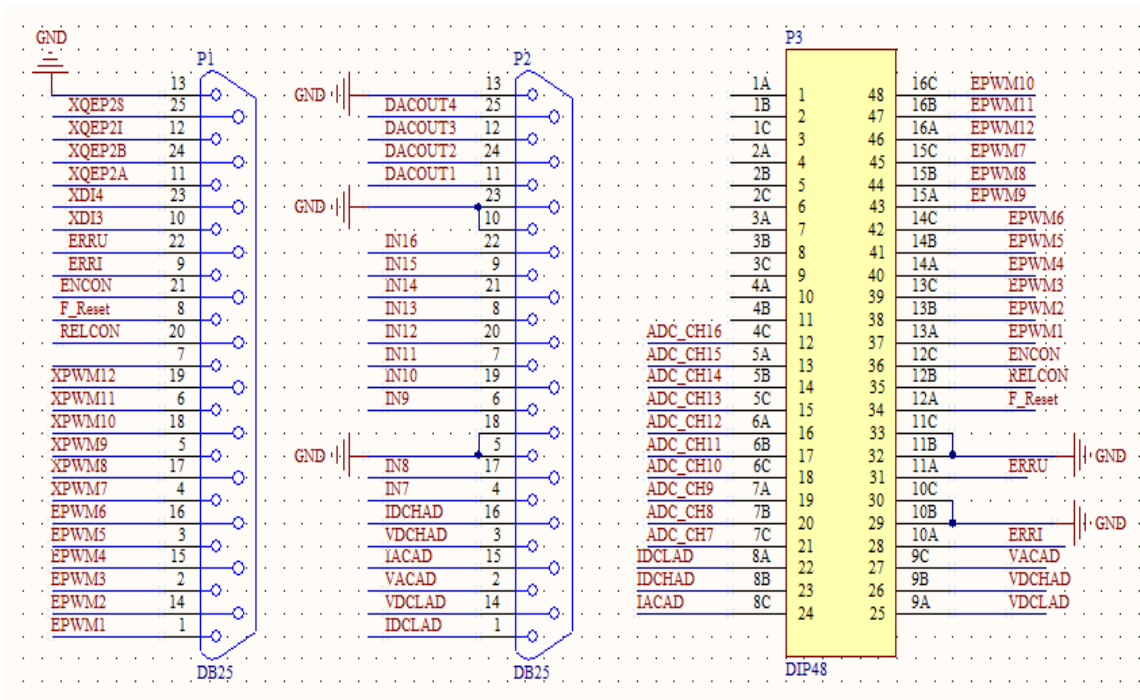 GND
P1
13
XQEP28 25
XQEP2I 12
XQEP2B 24
XQEP2A 11
XDI4 23
XDI3 10
ERRU 22
ERRI 9
ENCON 21
F_Reset 8
RELCON 20
7
XPWM12 19
XPWM11 6
XPWM10 18
XPWM9 5
XPWM8 17
XPWM7 4
EPWM6 16
EPWM5 3
EPWM4 15
EPWM3 2
EPWM2 14
EPWM1 1
DB25
P2
GND 13
DACOUT4 25
DACOUT3 12
DACOUT2 24
DACOUT1 11
GND 23
10
IN16 22
IN15 9
IN14 21
IN13 8
IN12 20
IN11 7
IN10 19
IN9 6
18
GND 5
IN8 17
IN7 4
IDCHAD 16
VDCHAD 3
IACAD 15
VACAD 2
VDCLAD 14
IDCLAD 1
DB25
P3
1A 1 48 16C EPWM10
1B 2 47 16B EPWM11
1C 3 46 16A EPWM12
2A 4 45 15C EPWM7
2B 5 44 15B EPWM8
2C 6 43 15A EPWM9
3A 7 42 14C EPWM6
3B 8 41 14B EPWM5
3C 9 40 14A EPWM4
4A 10 39 13C EPWM3
4B 11 38 13B EPWM2
ADC_CH16 4C 12 37 13A EPWM1
ADC_CH15 5A 13 36 12C ENCON
ADC_CH14 5B 14 35 12B RELCON
ADC_CH13 5C 15 34 12A F_Reset
ADC_CH12 6A 16 33 11C
ADC_CH11 6B 17 32 11B GND
ADC_CH10 6C 18 31 11A ERRU
ADC_CH9 7A 19 30 10C
ADC_CH8 7B 20 29 10B GND
ADC_CH7 7C 21 28 10A ERRI
IDCLAD 8A 22 27 9C VACAD
IDCHAD 8B 23 26 9B VDCHAD
IACAD 8C 24 25 9A VDCLAD
DIP48